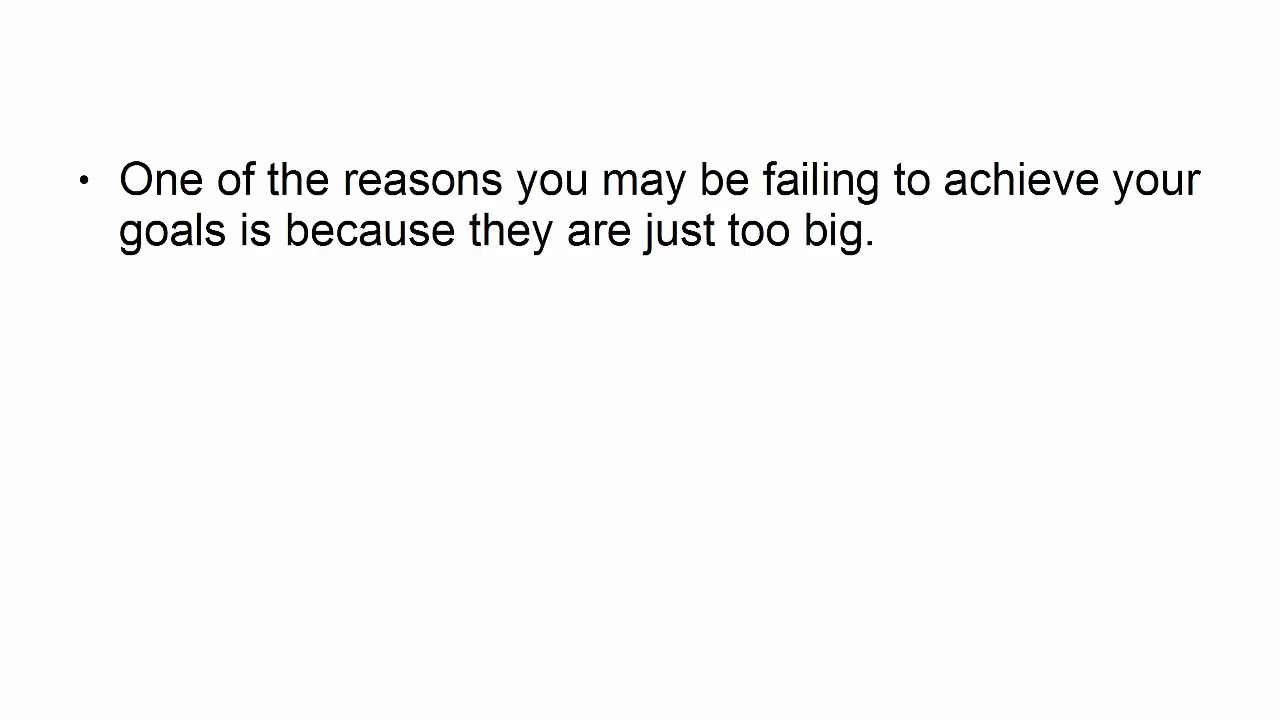 • One of the reasons you may be failing to achieve your
goals is because they are just too big.